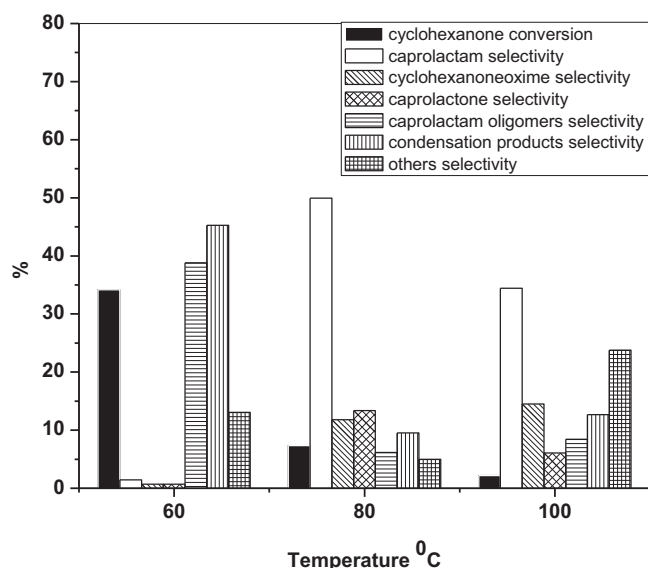 80
70
60
50
40
30
20
10
0
%
cyclohexanone conversion
caprolactam selectivity
cyclohexanoneoxime selectivity
caprolactone selectivity
caprolactam oligomers selectivity
condensation products selectivity
others selectivity
60 80 100
Temperature ⁰C